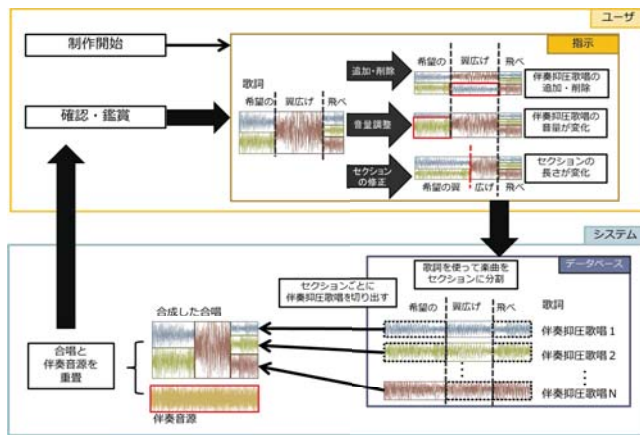 ユーザ
制作開始
確認・鑑賞
指示
歌詞
希望の
翼広げ
飛べ
追加・削除
希望の
翼広げ
飛べ
伴奏抑圧歌唱の
追加・削除
音量調整
伴奏抑圧歌唱の
音量が変化
セクション
の修正
希望の翼
広げ
飛べ
セクションの
長さが変化
システム
データベース
歌詞を使って楽曲を
セクションに分割
セクションごとに
伴奏抑圧歌唱を切り出す
希望の
翼広げ
飛べ
歌詞
伴奏抑圧歌唱1
伴奏抑圧歌唱2
⋮
伴奏抑圧歌唱N
合成した合唱
合唱と
伴奏音源を
重畳
伴奏音源